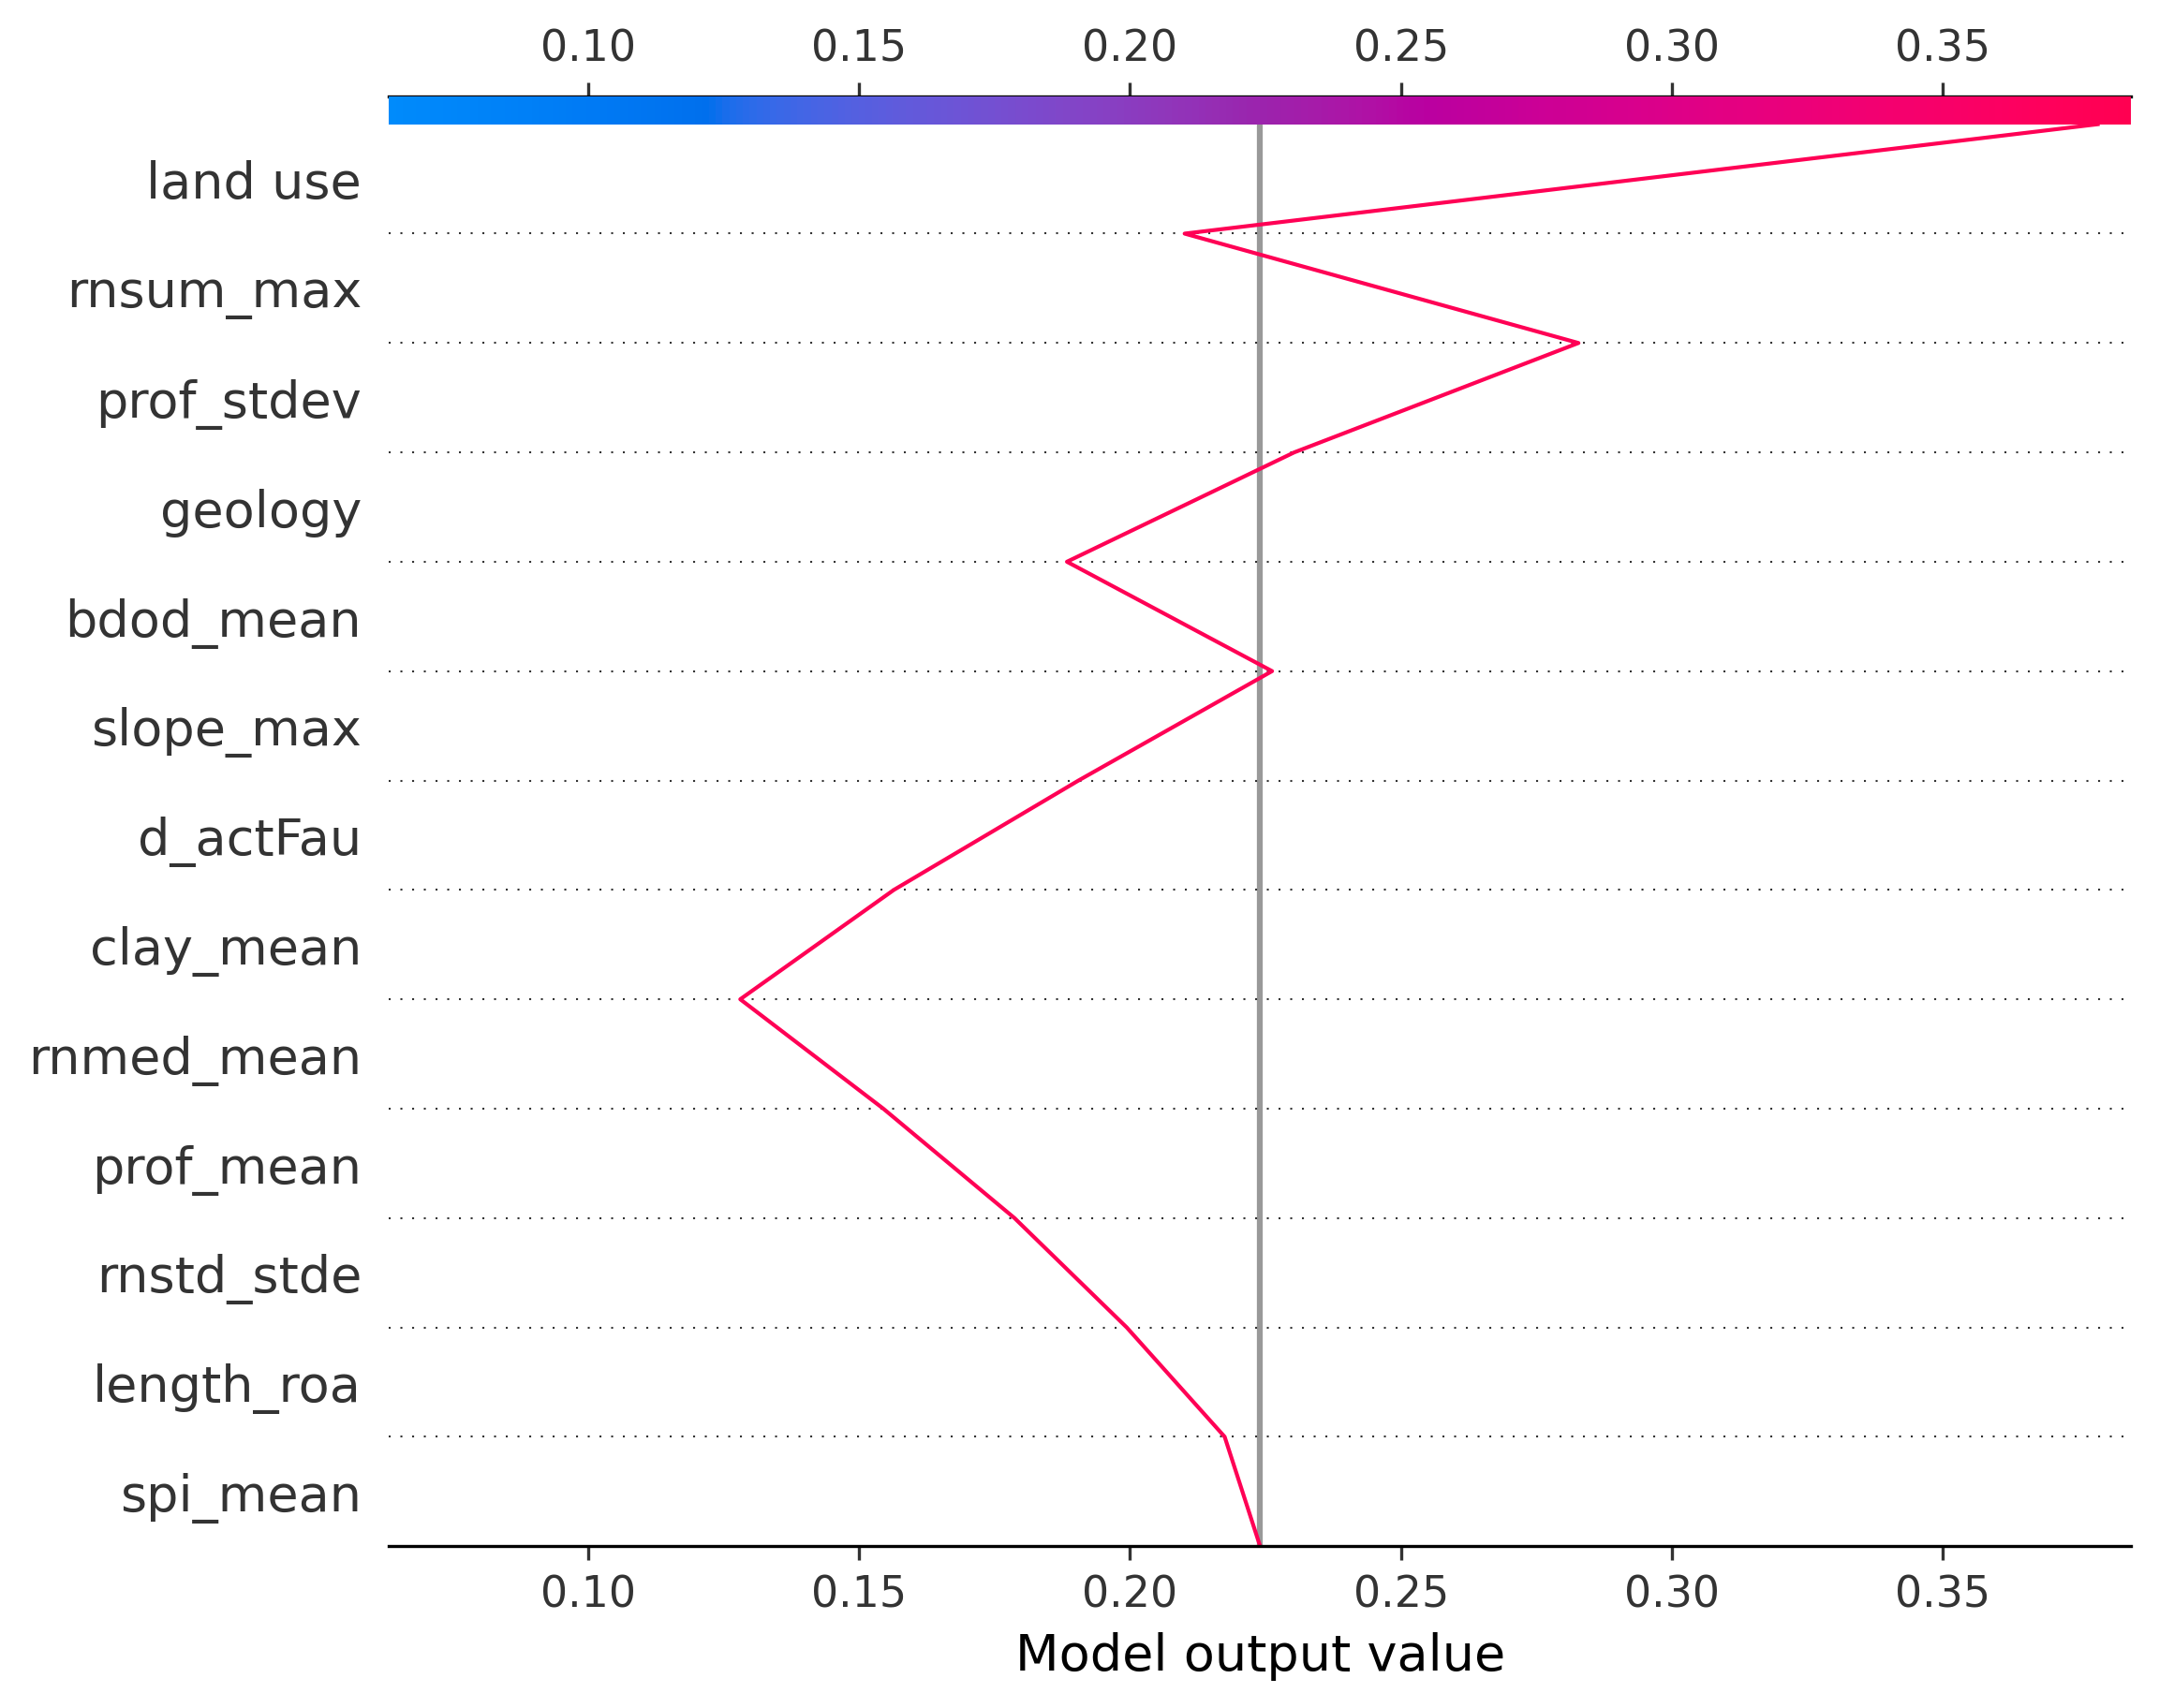 0.10 0.15 0.20 0.25 0.30 0.35
land use
rnsum_max
prof_stdev
geology
bdod_mean
slope_max
d_actFau
clay_mean
rnmed_mean
prof_mean
rnstd_stde
length_roa
spi_mean
0.10 0.15 0.20 0.25 0.30 0.35
Model output value